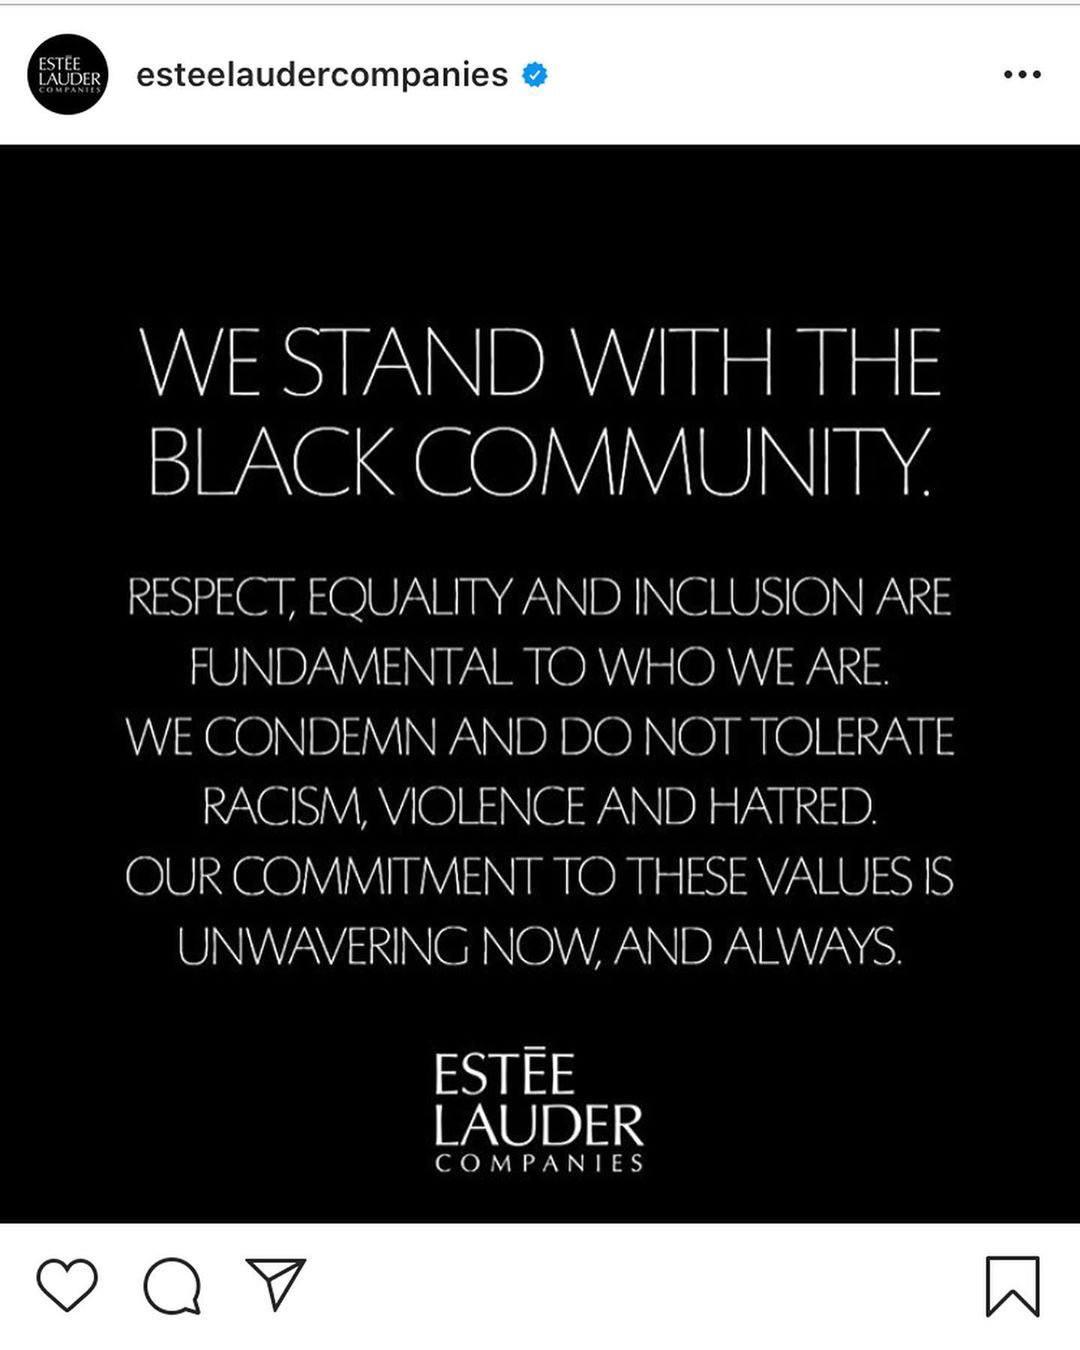 ESTĒE
LAUDER
COMPANIES
esteelaudercompanies
WE STAND WITH THE
BLACK COMMUNITY.
RESPECT, EQUALITY AND INCLUSION ARE
FUNDAMENTAL TO WHO WE ARE.
WE CONDEMN AND DO NOT TOLERATE
RACISM, VIOLENCE AND HATRED.
OUR COMMITMENT TO THESE VALUES IS
UNWAVERING NOW, AND ALWAYS.
ESTĒE
LAUDER
COMPANIES